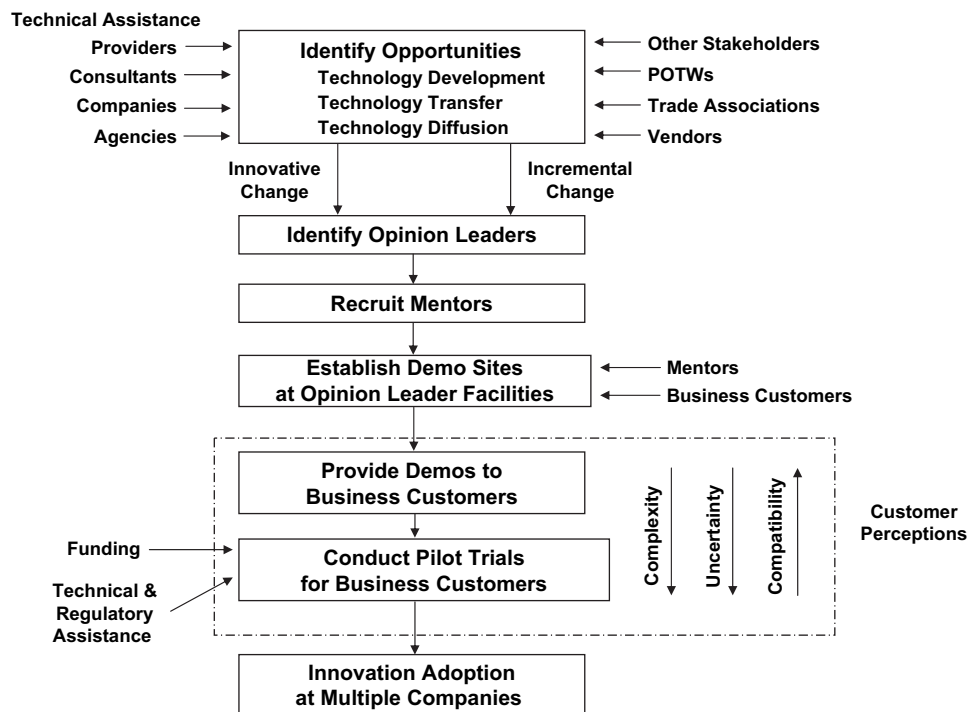 Technical Assistance
Providers
Consultants
Companies
Agencies
Identify Opportunities
Technology Development
Technology Transfer
Technology Diffusion
Other Stakeholders
POTWs
Trade Associations
Vendors
Innovative
Change
Incremental
Change
Identify Opinion Leaders
Recruit Mentors
Establish Demo Sites
at Opinion Leader Facilities
Mentors
Business Customers
Provide Demos to
Business Customers
Complexity
Uncertainty
Compatibility
Customer
Perceptions
Funding
Technical &
Regulatory
Assistance
Conduct Pilot Trials
for Business Customers
Innovation Adoption
at Multiple Companies